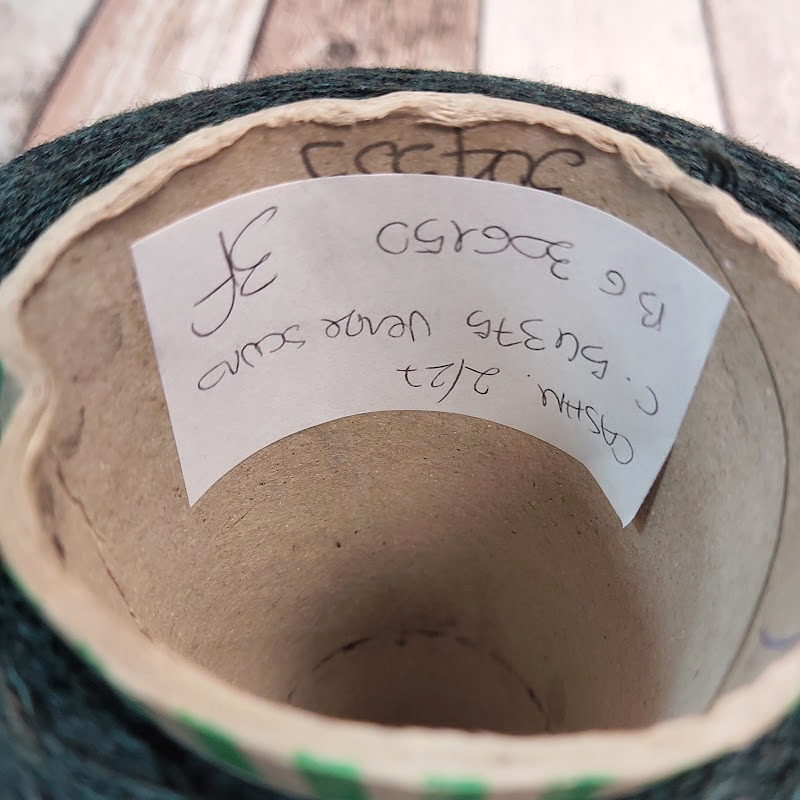 CASHM. 2/27
C. 54375 VERDE SCURO
BG 306150 3F